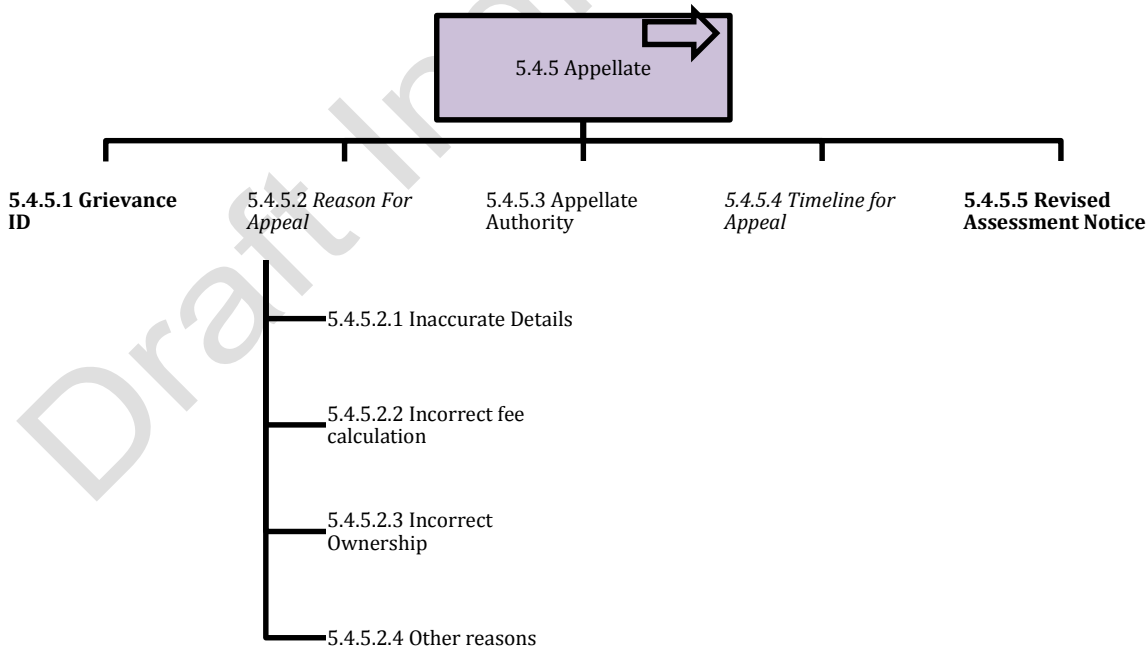 5.4.5 Appellate
5.4.5.1 Grievance
ID
5.4.5.2 Reason For
Appeal
5.4.5.3 Appellate
Authority
5.4.5.4 Timeline for
Appeal
5.4.5.5 Revised
Assessment Notice
5.4.5.2.1 Inaccurate Details
5.4.5.2.2 Incorrect fee
calculation
5.4.5.2.3 Incorrect
Ownership
5.4.5.2.4 Other reasons
Draft